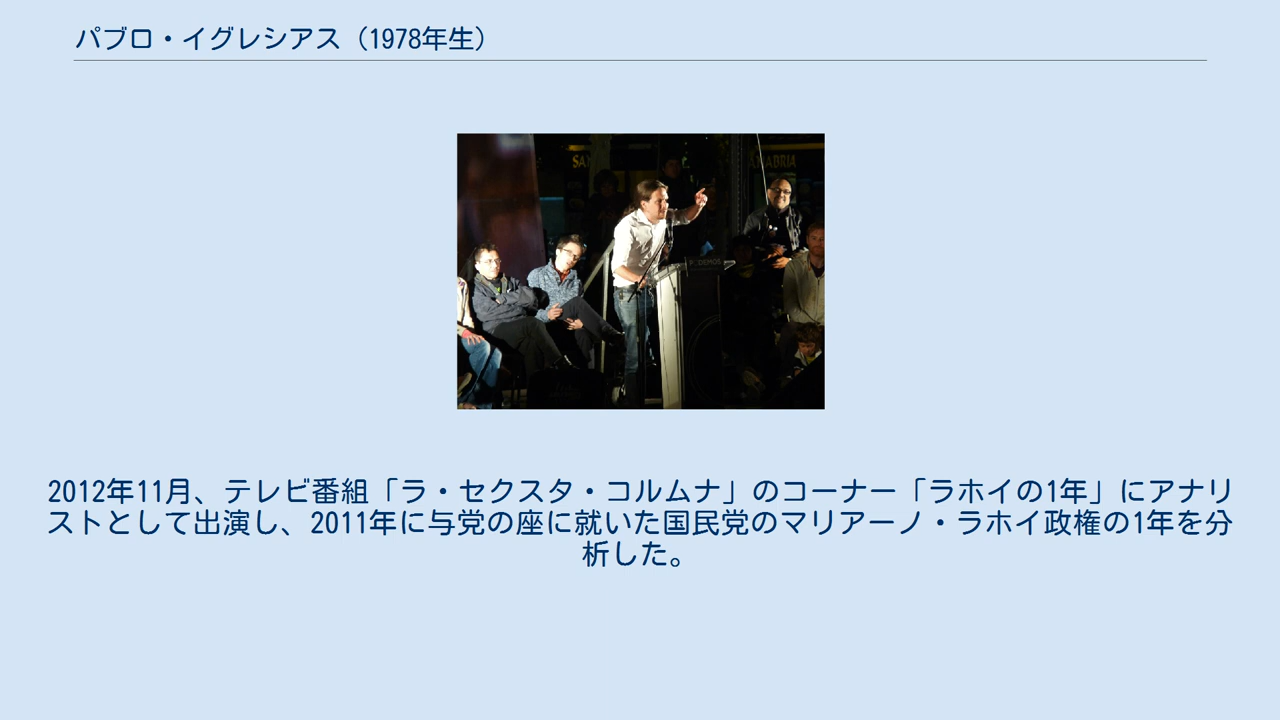 パブロ・イグレシアス（1978年生）
SA
ANABRIA
PODEMOS
2012年11月、テレビ番組「ラ・セクスタ・コルムナ」のコーナー「ラホイの1年」にアナリ
ストとして出演し、2011年に与党の座に就いた国民党のマリアーノ・ラホイ政権の1年を分
析した。